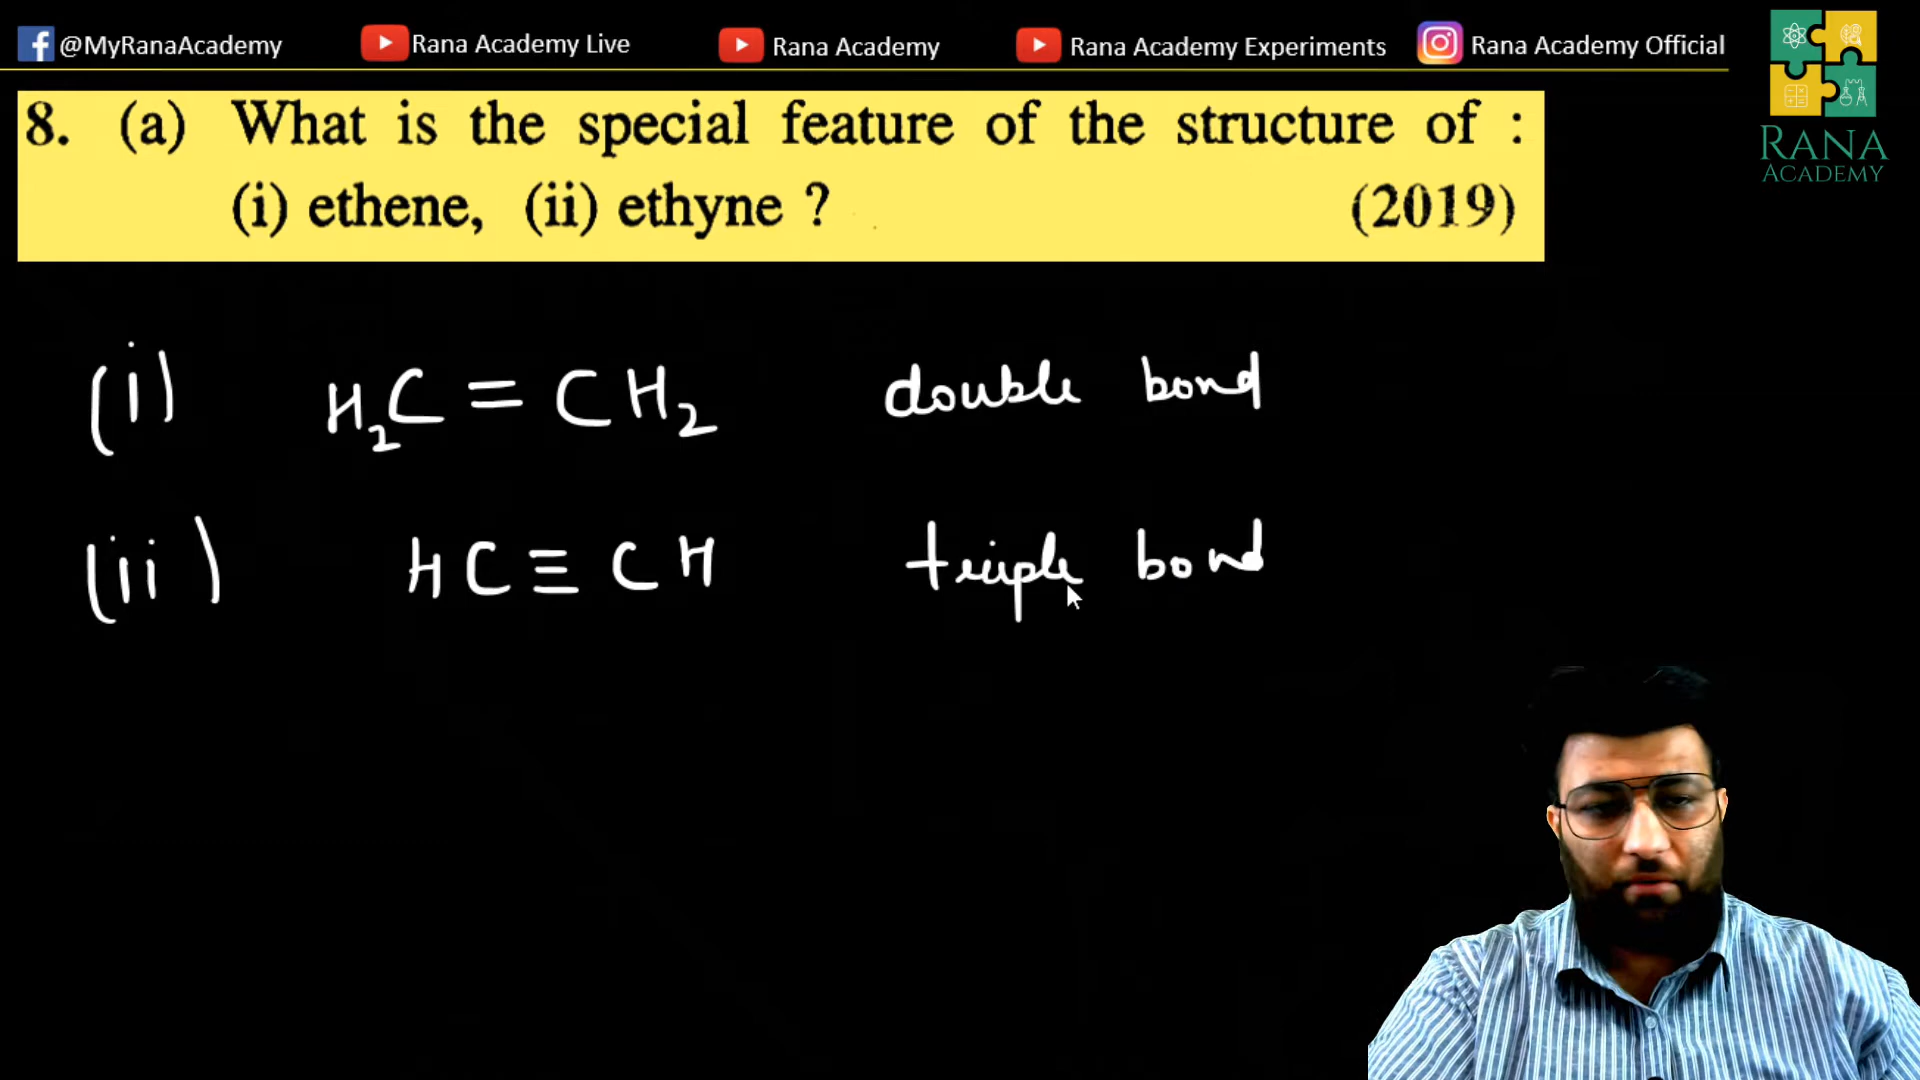 @MyRanaAcademy Rana Academy Live Rana Academy Rana Academy Experiments Rana Academy Official
RANA
ACADEMY
8. (a) What is the special feature of the structure of :
(i) ethene, (ii) ethyne ? (2019)
(i) H₂C = CH₂ double bond
(ii) HC ≡ CH triple bond